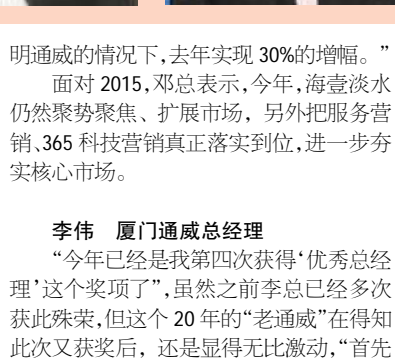 明通威的情况下,去年实现 30%的增幅。”
面对 2015,邓总表示,今年,海壹淡水
仍然聚势聚焦、扩展市场，另外把服务营
销、365 科技营销真正落实到位,进一步夯
实核心市场。
李伟　厦门通威总经理
“今年已经是我第四次获得‘优秀总经
理’这个奖项了”,虽然之前李总已经多次
获此殊荣,但这个 20 年的“老通威”在得知
此次又获奖后，还是显得无比激动,“首先